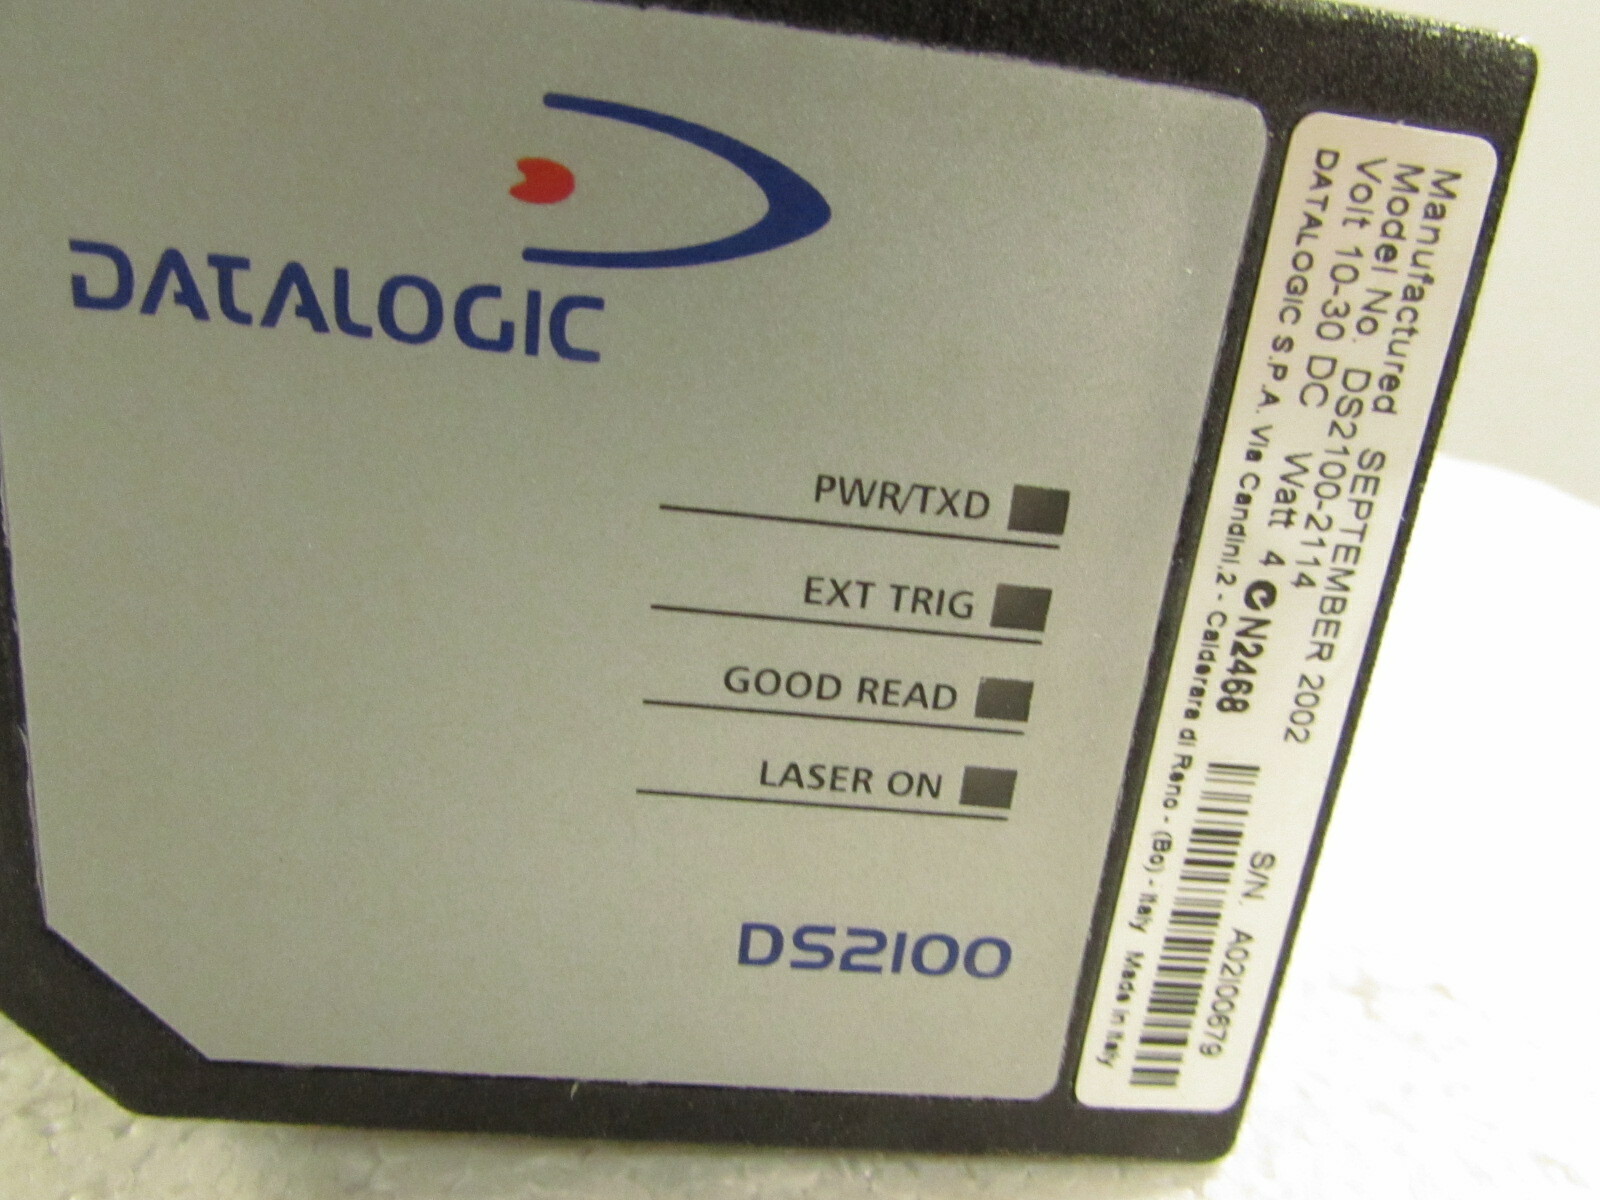 DATALOGIC
PWR/TXD
EXT TRIG
GOOD READ
LASER ON
DS2100
Manufactured SEPTEMBER 2002
Model No. DS2100-2114 S/N. A02I00679
Volt 10-30 DC Watt 4 N2468
DATALOGIC S.P.A. Via Candini,2 - Calderara di Reno - (Bo) - Italy Made in Italy